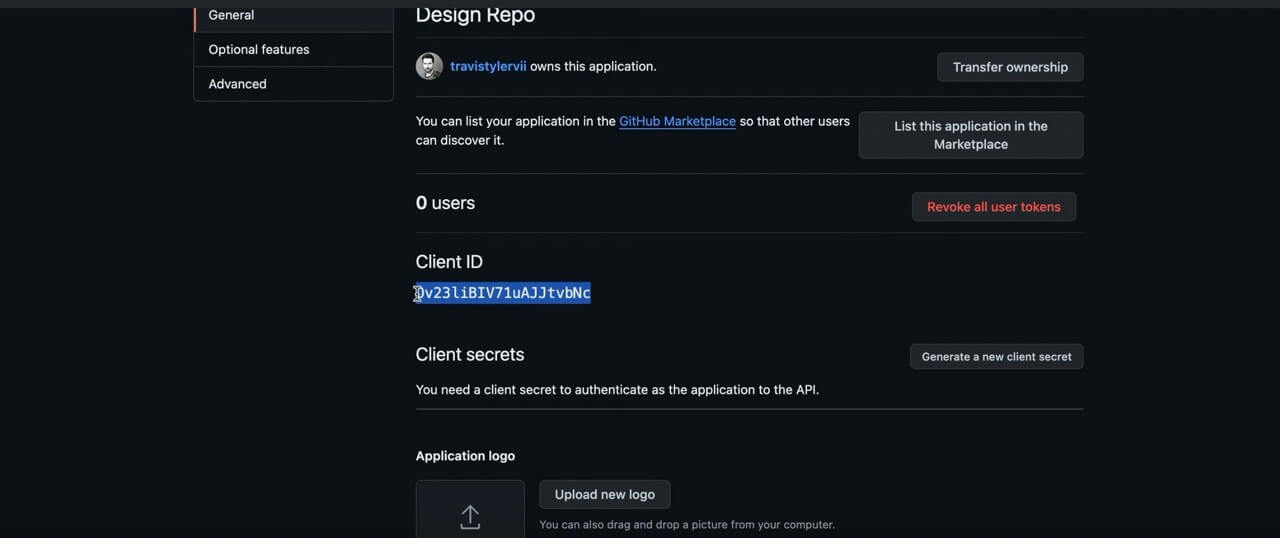 General
Optional features
Advanced
Design Repo
travistylervii owns this application.
Transfer ownership
You can list your application in the GitHub Marketplace so that other users
can discover it.
List this application in the
Marketplace
0 users
Revoke all user tokens
Client ID
Ov23liBIV71uAJJtvbNc
Client secrets
Generate a new client secret
You need a client secret to authenticate as the application to the API.
Application logo
Upload new logo
You can also drag and drop a picture from your computer.